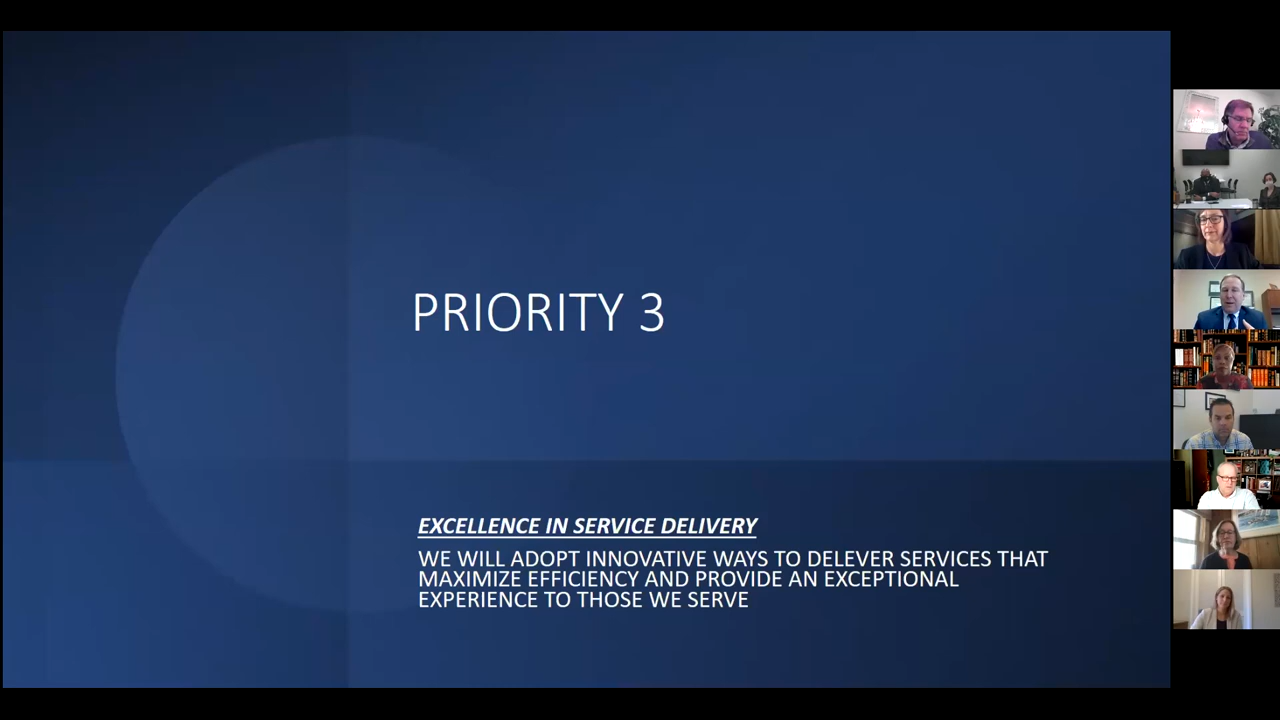 PRIORITY 3
EXCELLENCE IN SERVICE DELIVERY
WE WILL ADOPT INNOVATIVE WAYS TO DELEVER SERVICES THAT
MAXIMIZE EFFICIENCY AND PROVIDE AN EXCEPTIONAL
EXPERIENCE TO THOSE WE SERVE